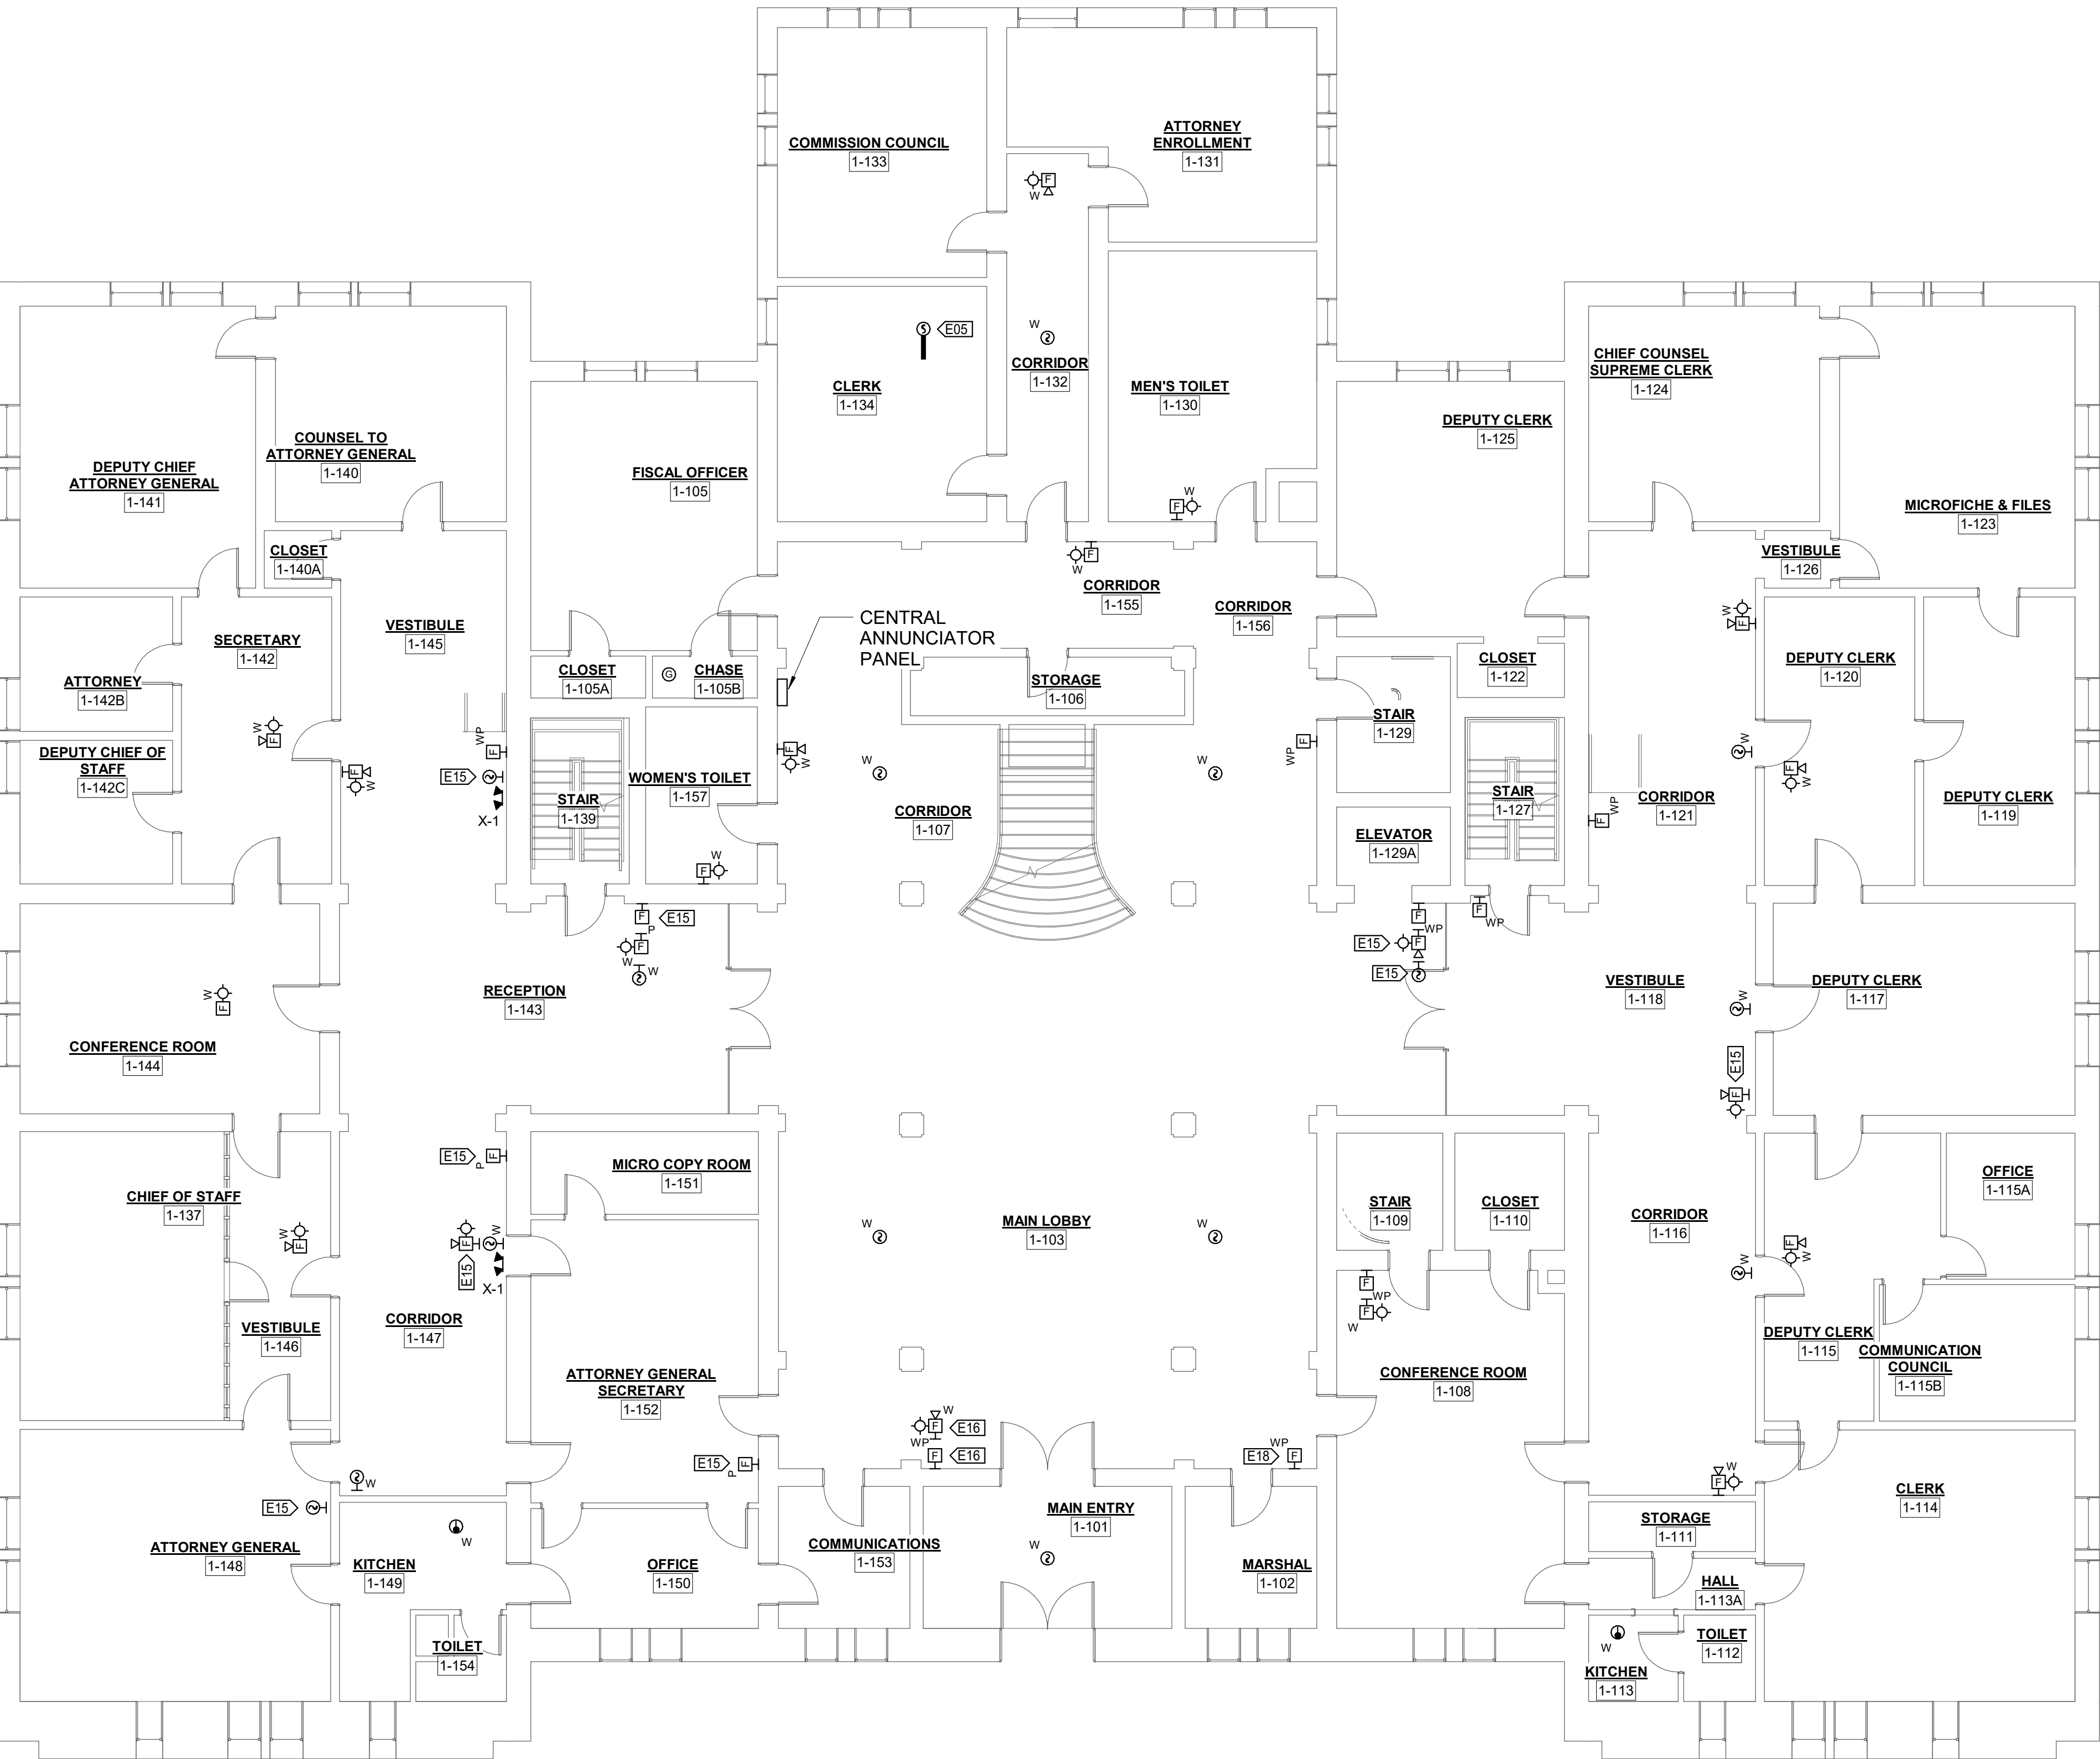 COMMISSION COUNCIL
1-133
ATTORNEY
ENROLLMENT
1-131
F
W
E05
W
CORRIDOR
1-132
CLERK
1-134
MEN'S TOILET
1-130
CHIEF COUNSEL
SUPREME CLERK
1-124
DEPUTY CLERK
1-125
COUNSEL TO
ATTORNEY GENERAL
1-140
DEPUTY CHIEF
ATTORNEY GENERAL
1-141
FISCAL OFFICER
1-105
MICROFICHE & FILES
1-123
W
F
F
W
CLOSET
1-140A
VESTIBULE
1-126
CORRIDOR
1-155
CORRIDOR
1-156
W
F
CENTRAL
ANNUNCIATOR
PANEL
VESTIBULE
1-145
SECRETARY
1-142
ATTORNEY
1-142B
CLOSET
1-105A
G
CHASE
1-105B
STORAGE
1-106
STAIR
1-129
CLOSET
1-122
DEPUTY CLERK
1-120
W
F
WP
F
F
W
F
WP
W
DEPUTY CHIEF OF
STAFF
1-142C
F
W
E15
X-1
WOMEN'S TOILET
1-157
W
W
F
W
STAIR
1-139
CORRIDOR
1-107
STAIR
1-127
CORRIDOR
1-121
F
WP
DEPUTY CLERK
1-119
ELEVATOR
1-129A
W
F
F
E15
P
F
W
W
F
WP
E15
F
E15
F
WP
W
F
RECEPTION
1-143
VESTIBULE
1-118
W
DEPUTY CLERK
1-117
CONFERENCE ROOM
1-144
E15
F
E15
P
F
MICRO COPY ROOM
1-151
OFFICE
1-115A
CHIEF OF STAFF
1-137
STAIR
1-109
CLOSET
1-110
CORRIDOR
1-116
MAIN LOBBY
1-103
W
F
F
W
E15
X-1
W
W
W
F
W
F
WP
F
W
VESTIBULE
1-146
CORRIDOR
1-147
DEPUTY CLERK
1-115
COMMUNICATION
COUNCIL
1-115B
ATTORNEY GENERAL
SECRETARY
1-152
CONFERENCE ROOM
1-108
W
F
E16
WP
F
E16
WP
E18
F
E15
P
F
W
W
F
CLERK
1-114
E15
MAIN ENTRY
1-101
W
STORAGE
1-111
ATTORNEY GENERAL
1-148
W
KITCHEN
1-149
OFFICE
1-150
COMMUNICATIONS
1-153
MARSHAL
1-102
HALL
1-113A
TOILET
1-154
W
KITCHEN
1-113
TOILET
1-112